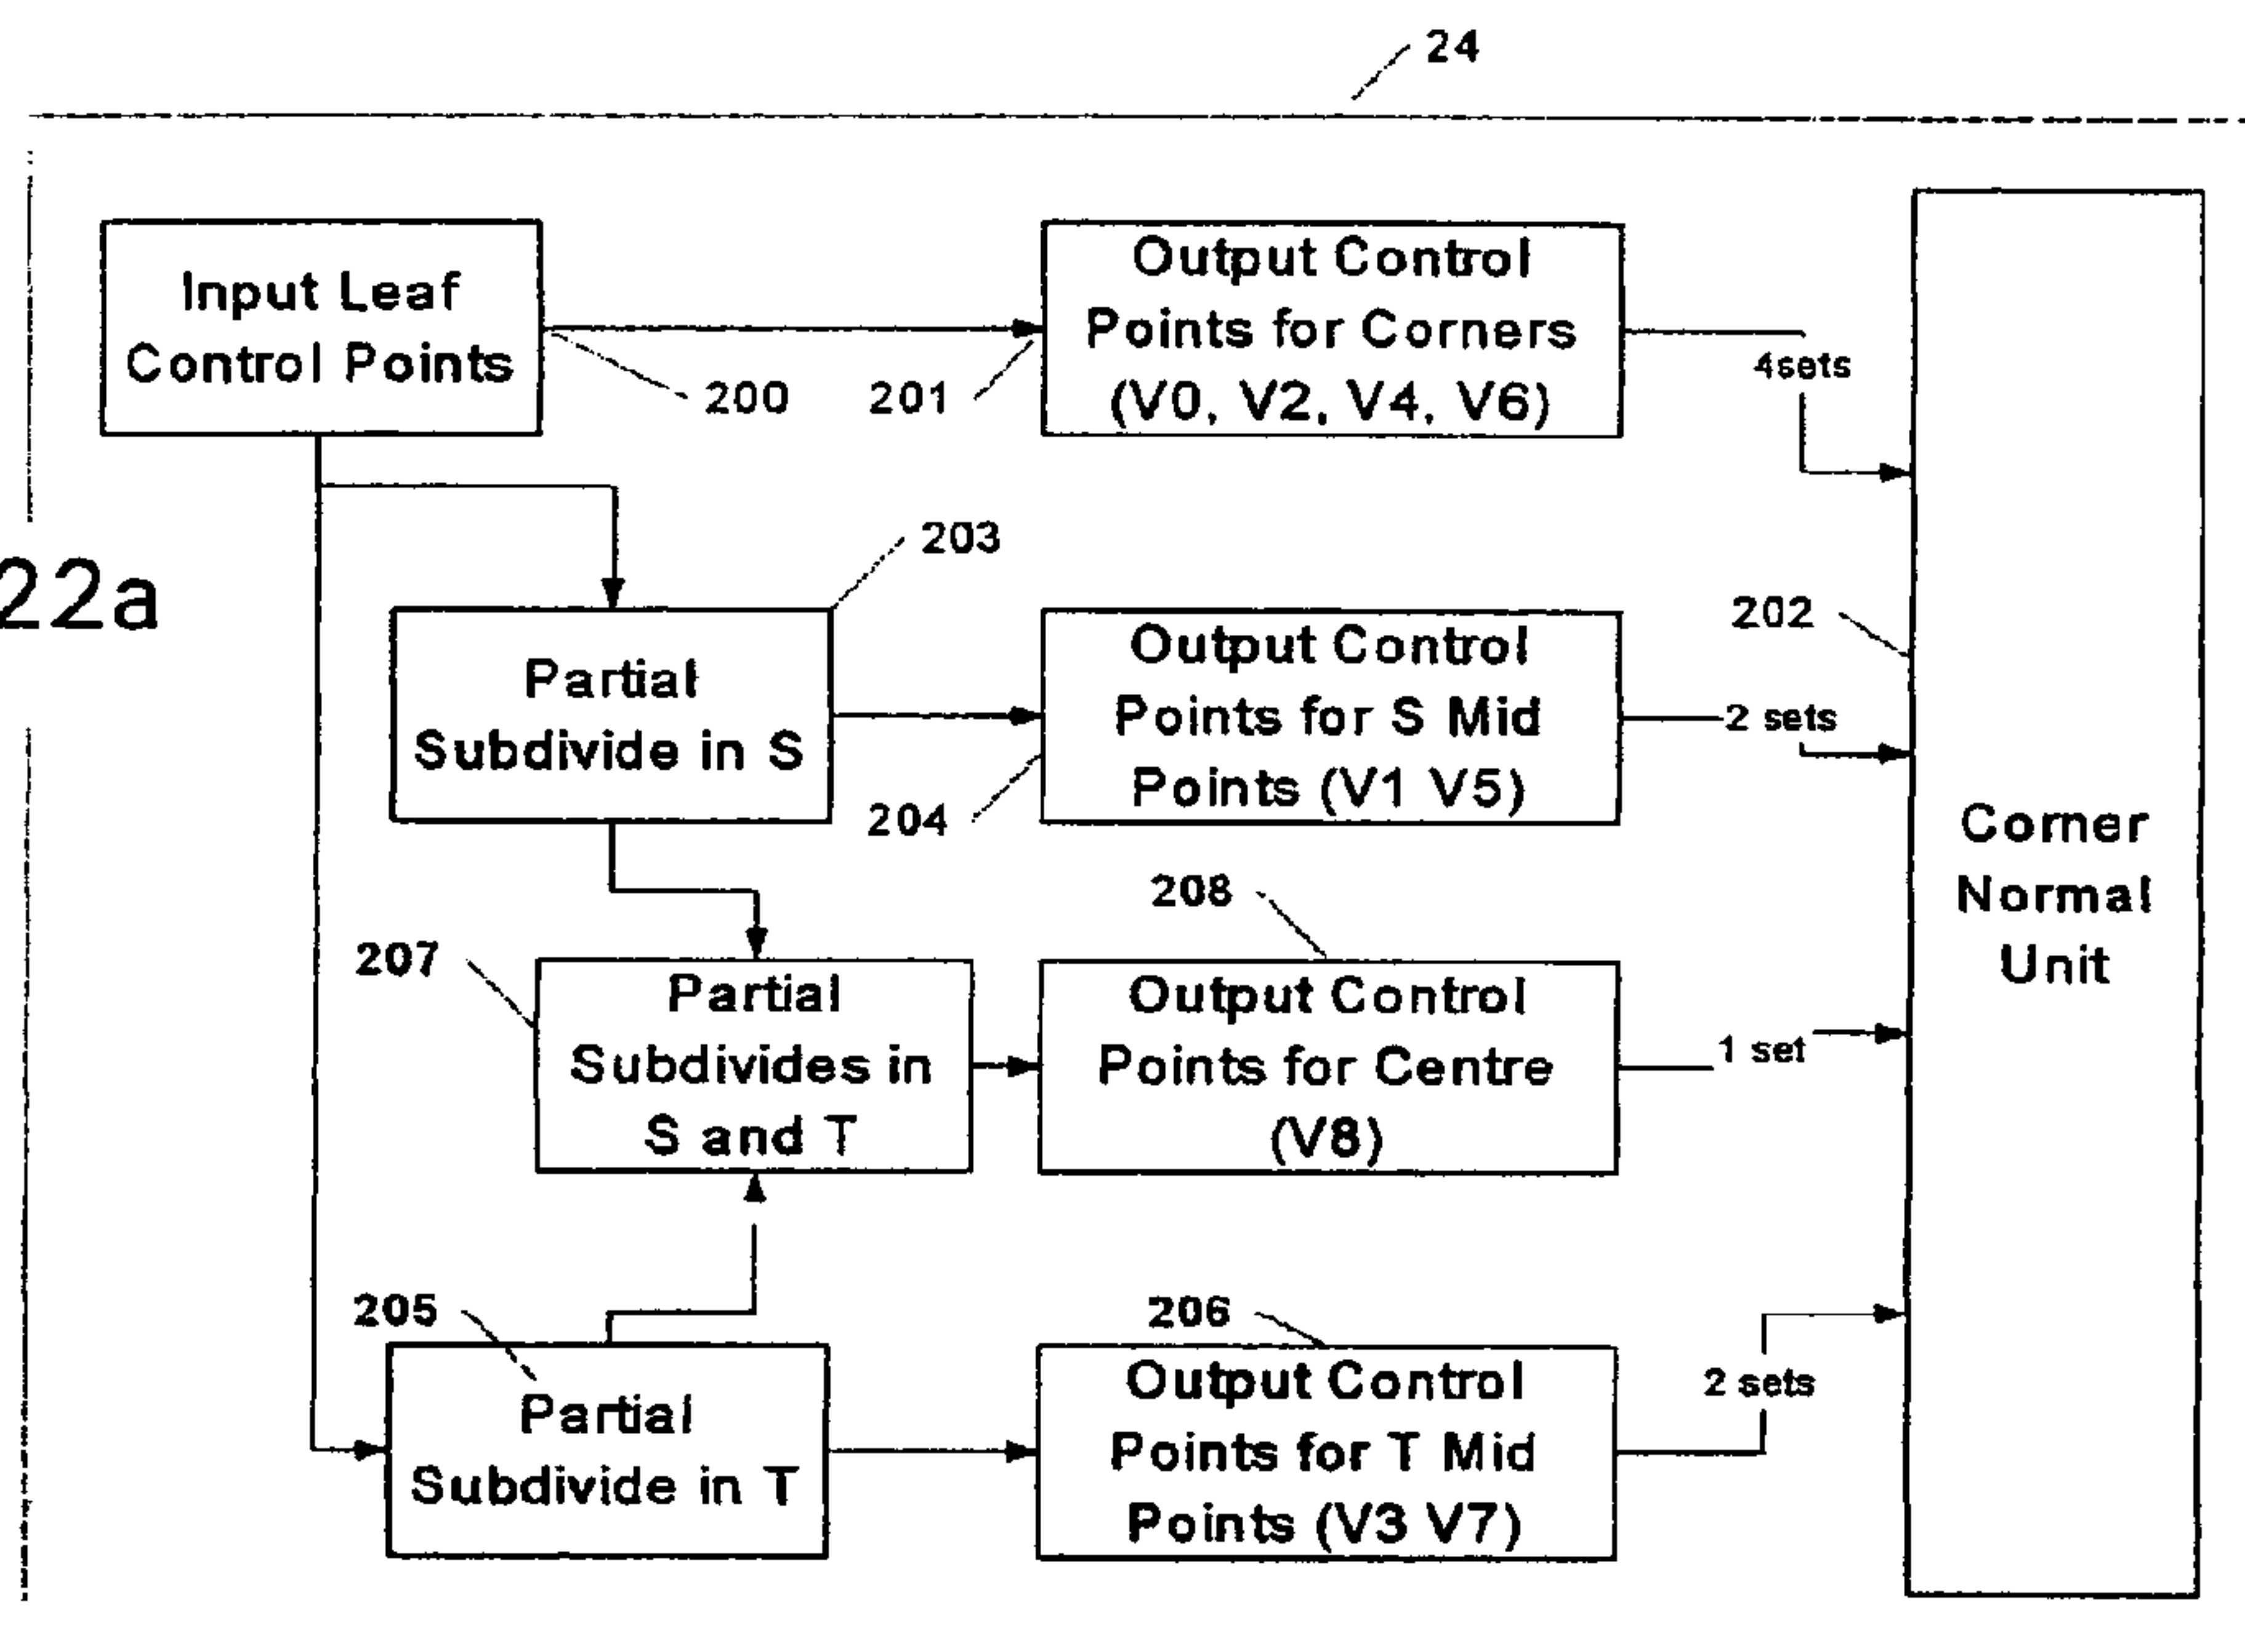 24
Input Leaf
Control Points
200
201
Output Control
Points for Corners
(V0, V2, V4, V6)
4sets
22a
203
Partial
Subdivide in S
204
Output Control
Points for S Mid
Points (V1 V5)
202
2 sets
Corner
Normal
Unit
207
Partial
Subdivides in
S and T
208
Output Control
Points for Centre
(V8)
1 set
205
Partial
Subdivide in T
206
Output Control
Points for T Mid
Points (V3 V7)
2 sets